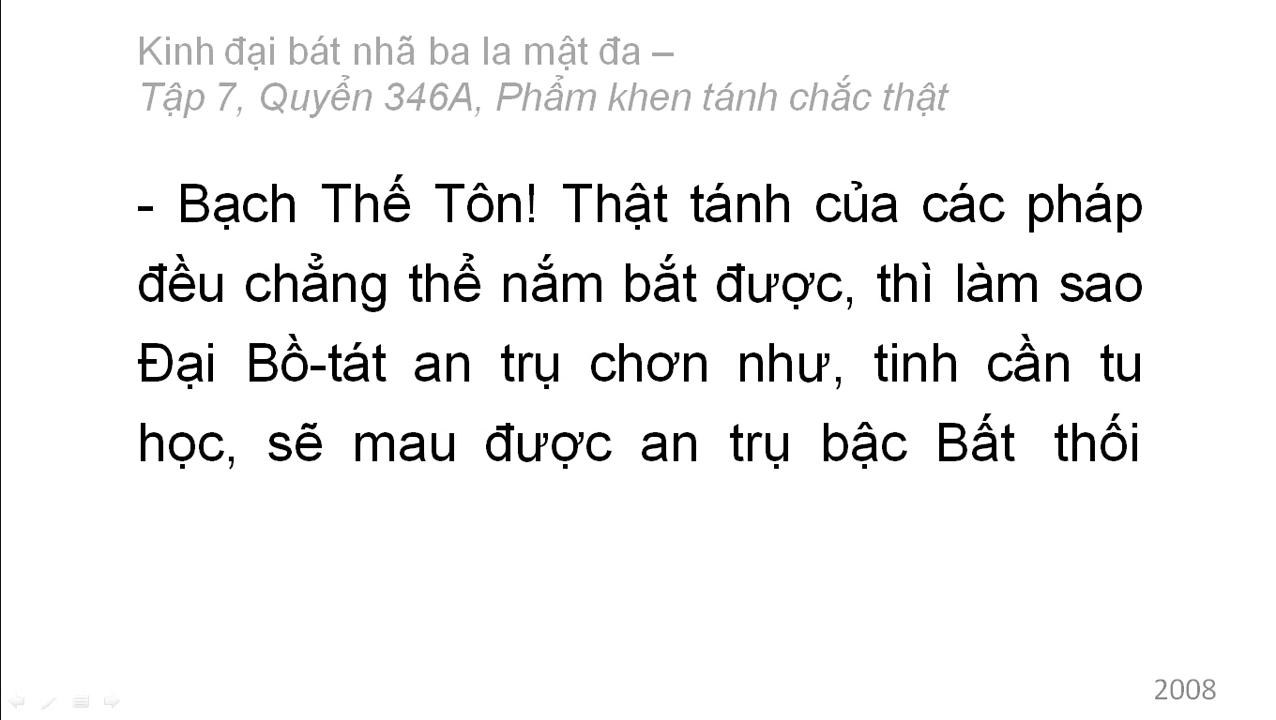 Kinh đại bát nhã ba la mật đa –
Tập 7, Quyển 346A, Phẩm khen tánh chắc thật
- Bạch Thế Tôn! Thật tánh của các pháp
đều chẳng thể nắm bắt được, thì làm sao
Đại Bồ-tát an trụ chơn như, tinh cần tu
học, sẽ mau được an trụ bậc Bất thối
2008